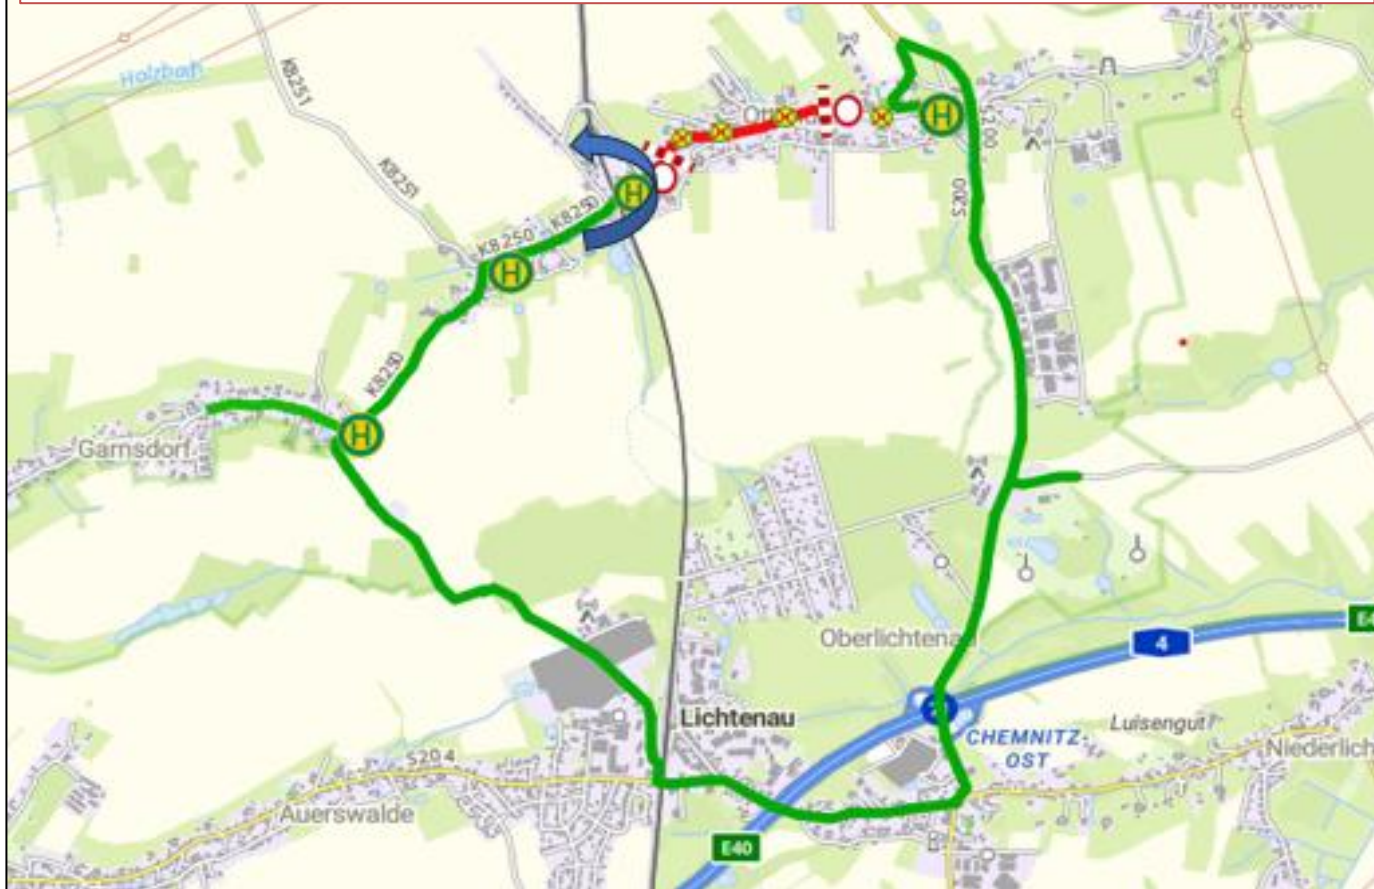 Holzbach
K8251
K8251
S200
S200
K8250
K8250
H
H
H
K8250
H
Garnsdorf
Oberlichtenau
4
Lichtenau
CHEMNITZ-
OST
Luisengut
Niederlich
S204
Auerswalde
E40